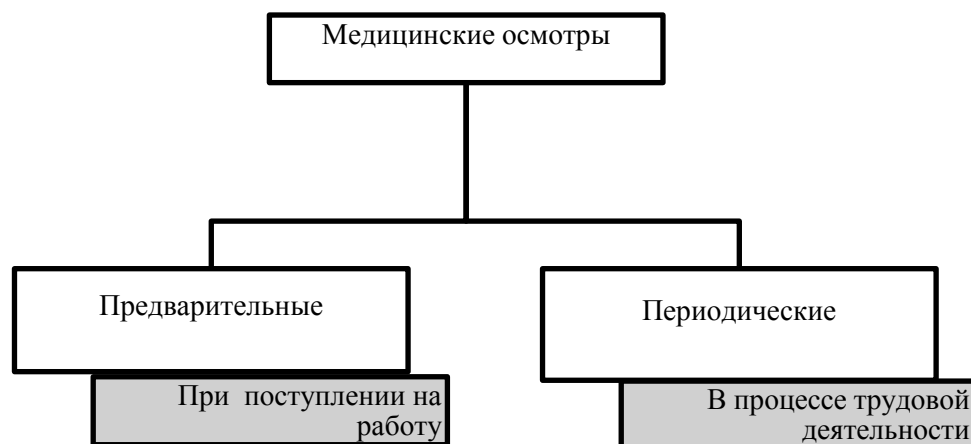 Медицинские осмотры
Предварительные
Периодические
При поступлении на
работу
В процессе трудовой
деятельности